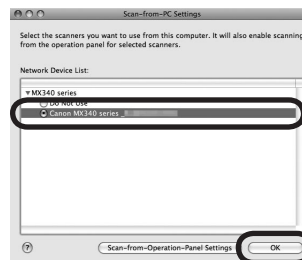 Scan-from-PC Settings
Select the scanners you want to use from this computer. It will also enable scanning
from the operation panel for selected scanners.
Network Device List:
▼MX340 series
Do Not Use
Canon MX340 series _
? Scan-from-Operation-Panel Settings OK